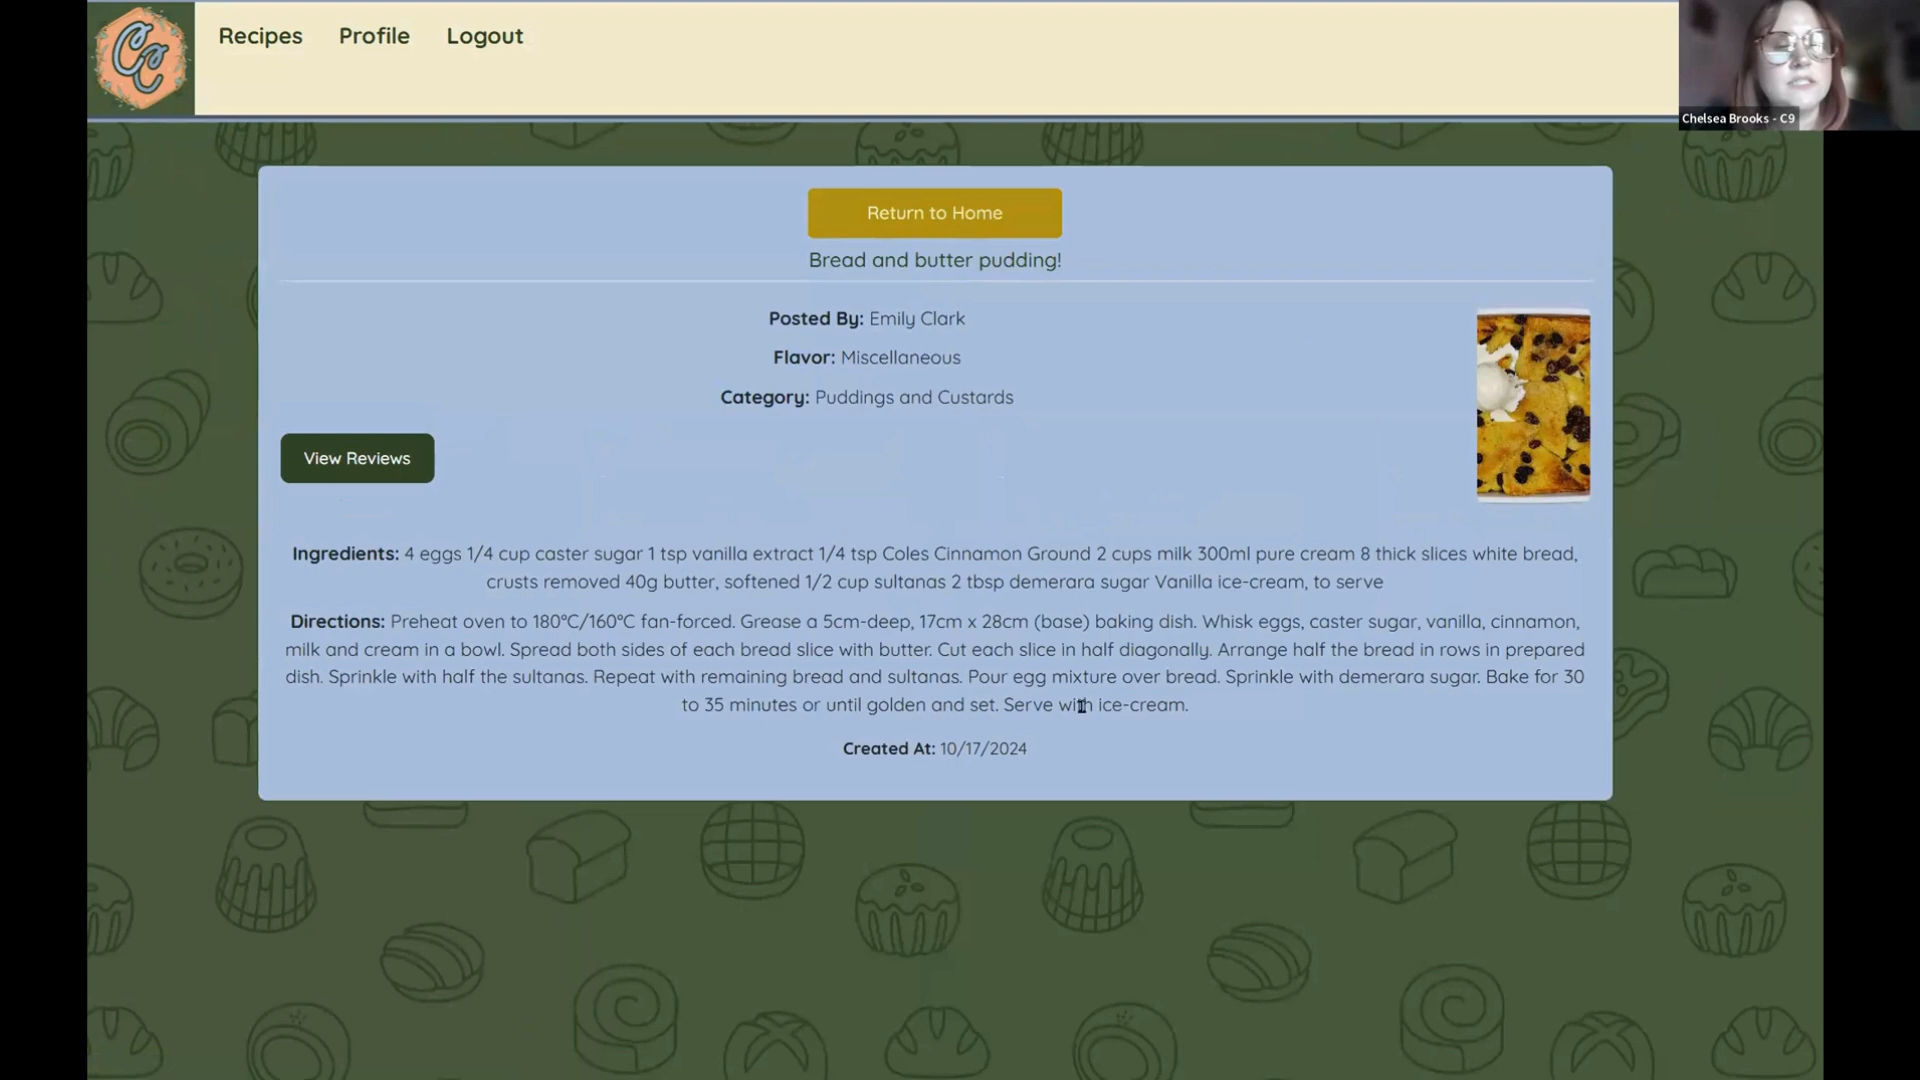 CCC
Recipes Profile Logout
Chelsea Brooks - C9
Return to Home
Bread and butter pudding!
Posted By: Emily Clark
Flavor: Miscellaneous
Category: Puddings and Custards
View Reviews
Ingredients: 4 eggs 1/4 cup caster sugar 1 tsp vanilla extract 1/4 tsp Coles Cinnamon Ground 2 cups milk 300ml pure cream 8 thick slices white bread,
crusts removed 40g butter, softened 1/2 cup sultanas 2 tbsp demerara sugar Vanilla ice-cream, to serve
Directions: Preheat oven to 180°C/160°C fan-forced. Grease a 5cm-deep, 17cm x 28cm (base) baking dish. Whisk eggs, caster sugar, vanilla, cinnamon,
milk and cream in a bowl. Spread both sides of each bread slice with butter. Cut each slice in half diagonally. Arrange half the bread in rows in prepared
dish. Sprinkle with half the sultanas. Repeat with remaining bread and sultanas. Pour egg mixture over bread. Sprinkle with demerara sugar. Bake for 30
to 35 minutes or until golden and set. Serve with ice-cream.
Created At: 10/17/2024